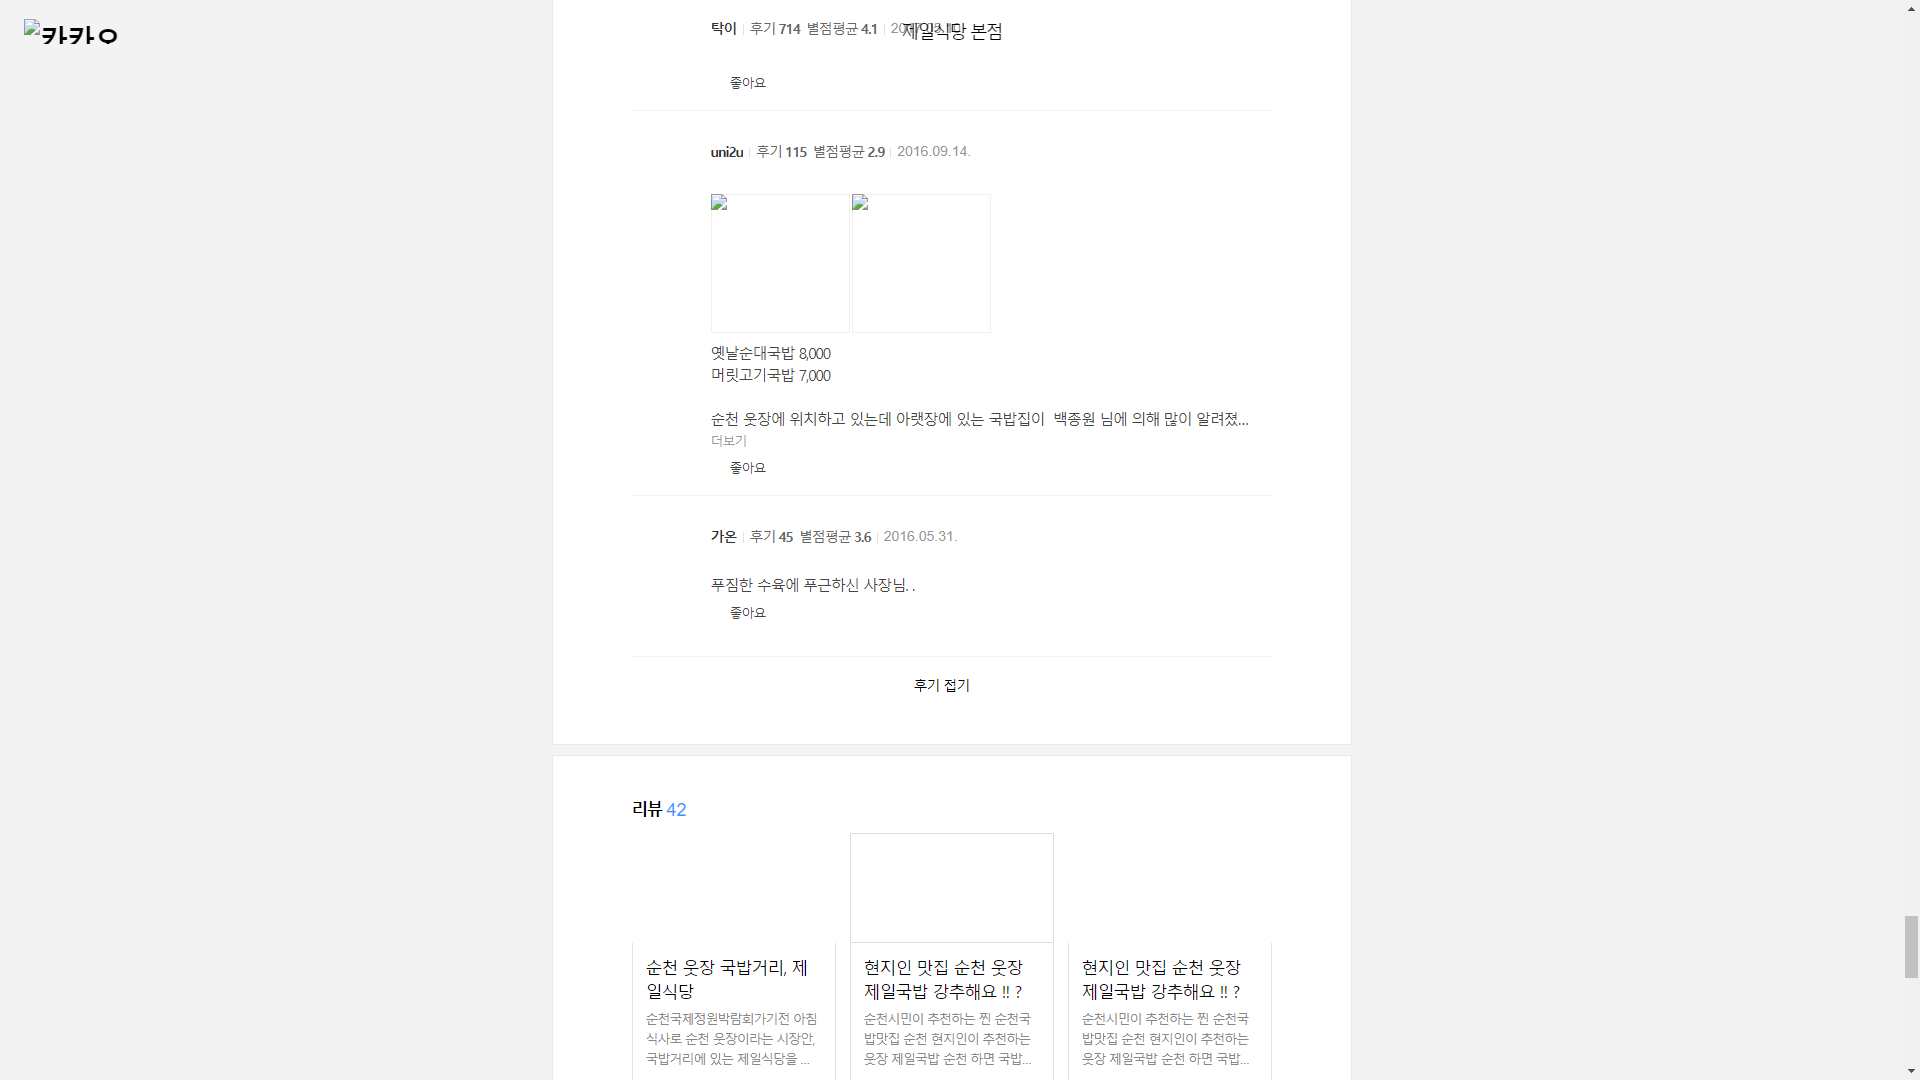 카카오
제일식당 본점
탁이 후기 714 별점평균 4.1
좋아요
uni2u 후기 115 별점평균 2.9 2016.09.14.
옛날순대국밥 8,000
머릿고기국밥 7,000
순천 웃장에 위치하고 있는데 아랫장에 있는 국밥집이 백종원 님에 의해 많이 알려졌...
더보기
좋아요
가온 후기 45 별점평균 3.6 2016.05.31.
푸짐한 수육에 푸근하신 사장님. .
좋아요
후기 접기
리뷰 42
순천 웃장 국밥거리, 제
일식당
순천국제정원박람회가기전 아침
식사로 순천 웃장이라는 시장안,
국밥거리에 있는 제일식당을 ...
현지인 맛집 순천 웃장
제일국밥 강추해요 !! ?
순천시민이 추천하는 찐 순천국
밥맛집 순천 현지인이 추천하는
웃장 제일국밥 순천 하면 국밥...
현지인 맛집 순천 웃장
제일국밥 강추해요 !! ?
순천시민이 추천하는 찐 순천국
밥맛집 순천 현지인이 추천하는
웃장 제일국밥 순천 하면 국밥...